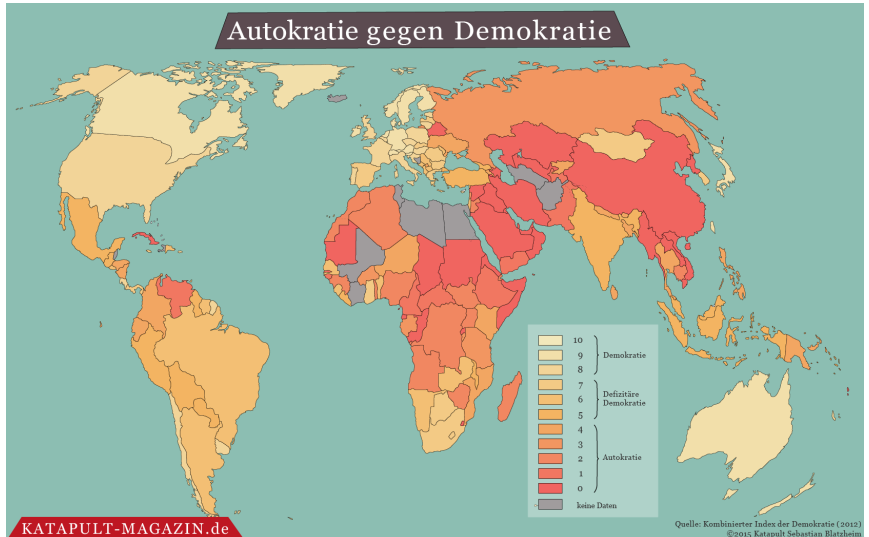 Autokratie gegen Demokratie
10
9
8
Demokratie
7
6
5
Defizitäre
Demokratie
4
3
2
1
0
Autokratie
keine Daten
KATAPULT-MAGAZIN.de
Quelle: Kombinierter Index der Demokratie (2012)
©2015 Katapult Sebastian Blatzheim